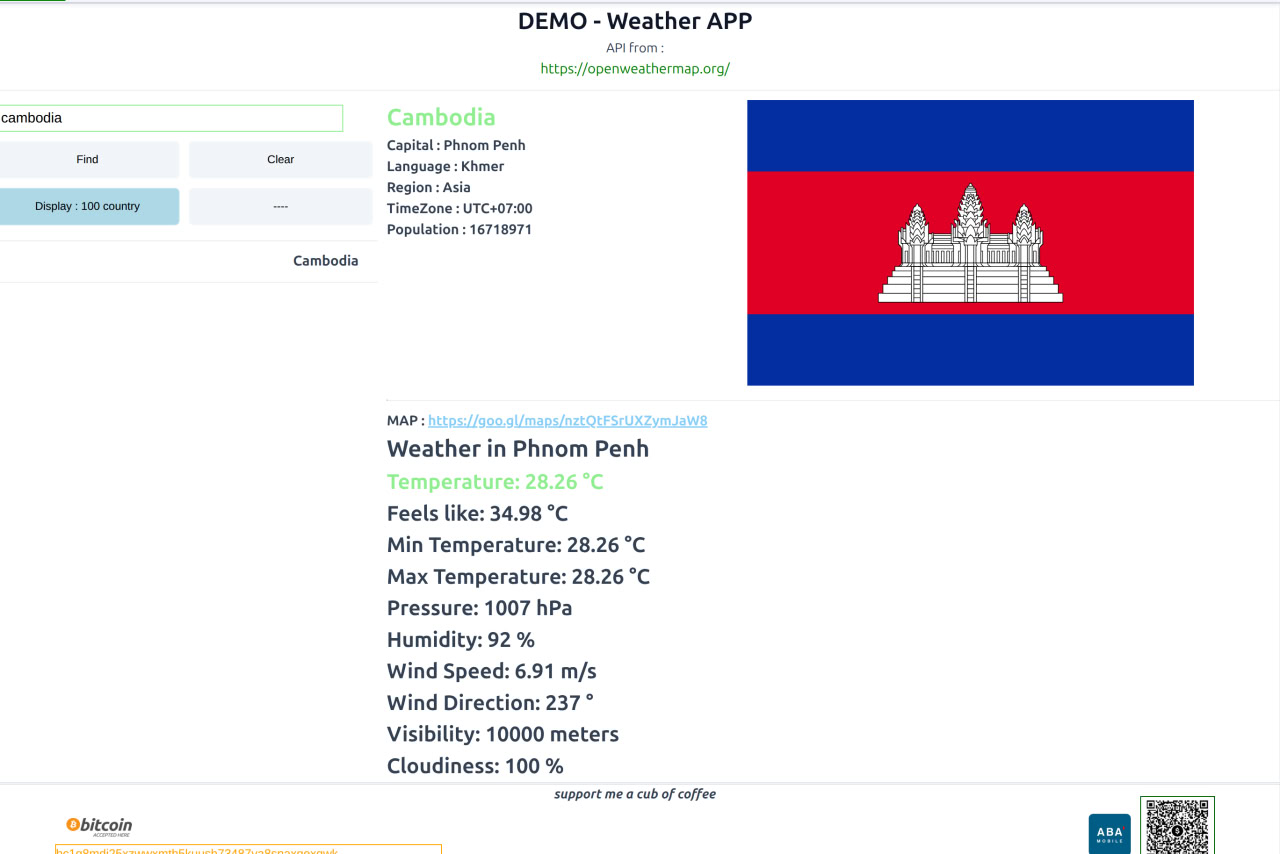 DEMO - Weather APP
API from :
https://openweathermap.org/
cambodia
Find
Clear
Display : 100 country
----
Cambodia
Cambodia
Capital : Phnom Penh
Language : Khmer
Region : Asia
TimeZone : UTC+07:00
Population : 16718971
MAP : https://goo.gl/maps/nztQtFSrUXZymJaW8
Weather in Phnom Penh
Temperature: 28.26 °C
Feels like: 34.98 °C
Min Temperature: 28.26 °C
Max Temperature: 28.26 °C
Pressure: 1007 hPa
Humidity: 92 %
Wind Speed: 6.91 m/s
Wind Direction: 237 °
Visibility: 10000 meters
Cloudiness: 100 %
support me a cub of coffee
bitcoin
ACCEPTED HERE
ABA
MOBILE